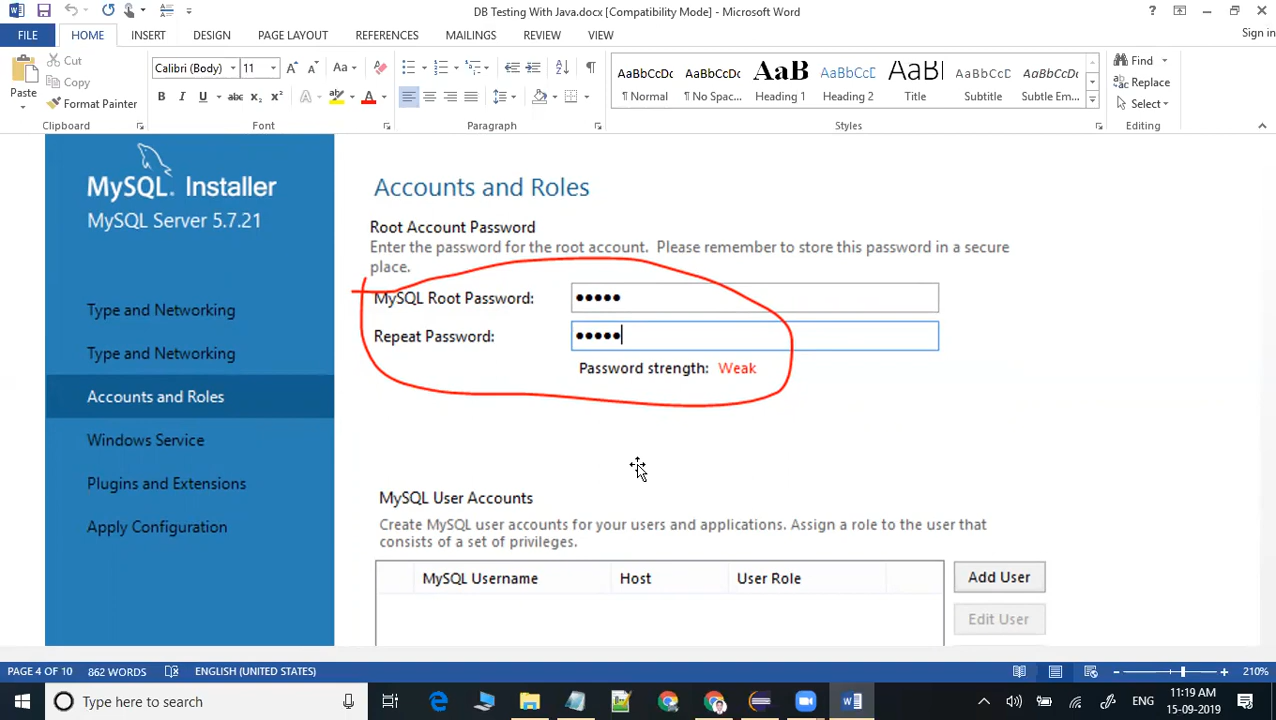 DB Testing With Java.docx [Compatibility Mode] - Microsoft Word
Sign in
FILE HOME INSERT DESIGN PAGE LAYOUT REFERENCES MAILINGS REVIEW VIEW
Cut
Copy
Format Painter
Paste
Clipboard
Calibri (Body) 11
Font
Paragraph
AaBbCcDc AaBbCcDc AaB AaBbCcDc AaBl AaBbCcDc AaBbCcDc
¶ Normal ¶ No Spac... Heading 1 ¶ Heading 2 Title Subtitle Subtle Em...
Styles
Find
Replace
Select
Editing
MySQL. Installer
MySQL Server 5.7.21
Type and Networking
Type and Networking
Accounts and Roles
Windows Service
Plugins and Extensions
Apply Configuration
Accounts and Roles
Root Account Password
Enter the password for the root account. Please remember to store this password in a secure
place.
MySQL Root Password: ●●●●●
Repeat Password: ●●●●●
Password strength: Weak
MySQL User Accounts
Create MySQL user accounts for your users and applications. Assign a role to the user that
consists of a set of privileges.
MySQL Username Host User Role
Add User
Edit User
PAGE 4 OF 10 862 WORDS ENGLISH (UNITED STATES) 210%
Type here to search
ENG
11:19 AM
15-09-2019